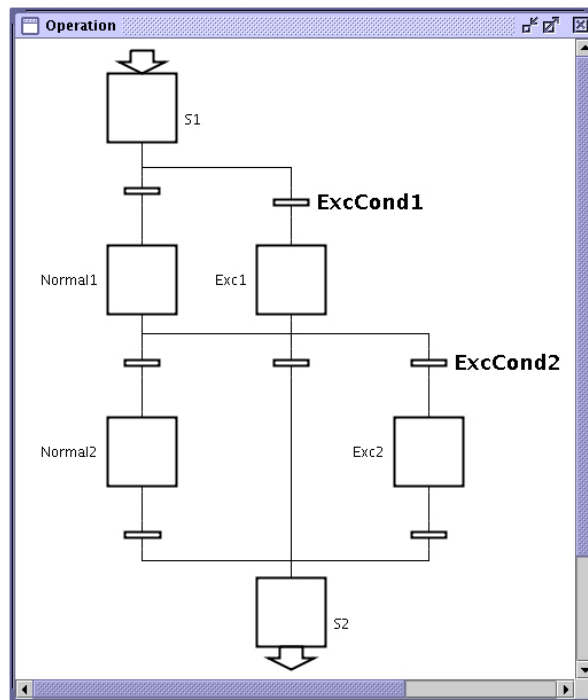 Operation
S1
ExcCond1
Normal1
Exc1
ExcCond2
Normal2
Exc2
S2